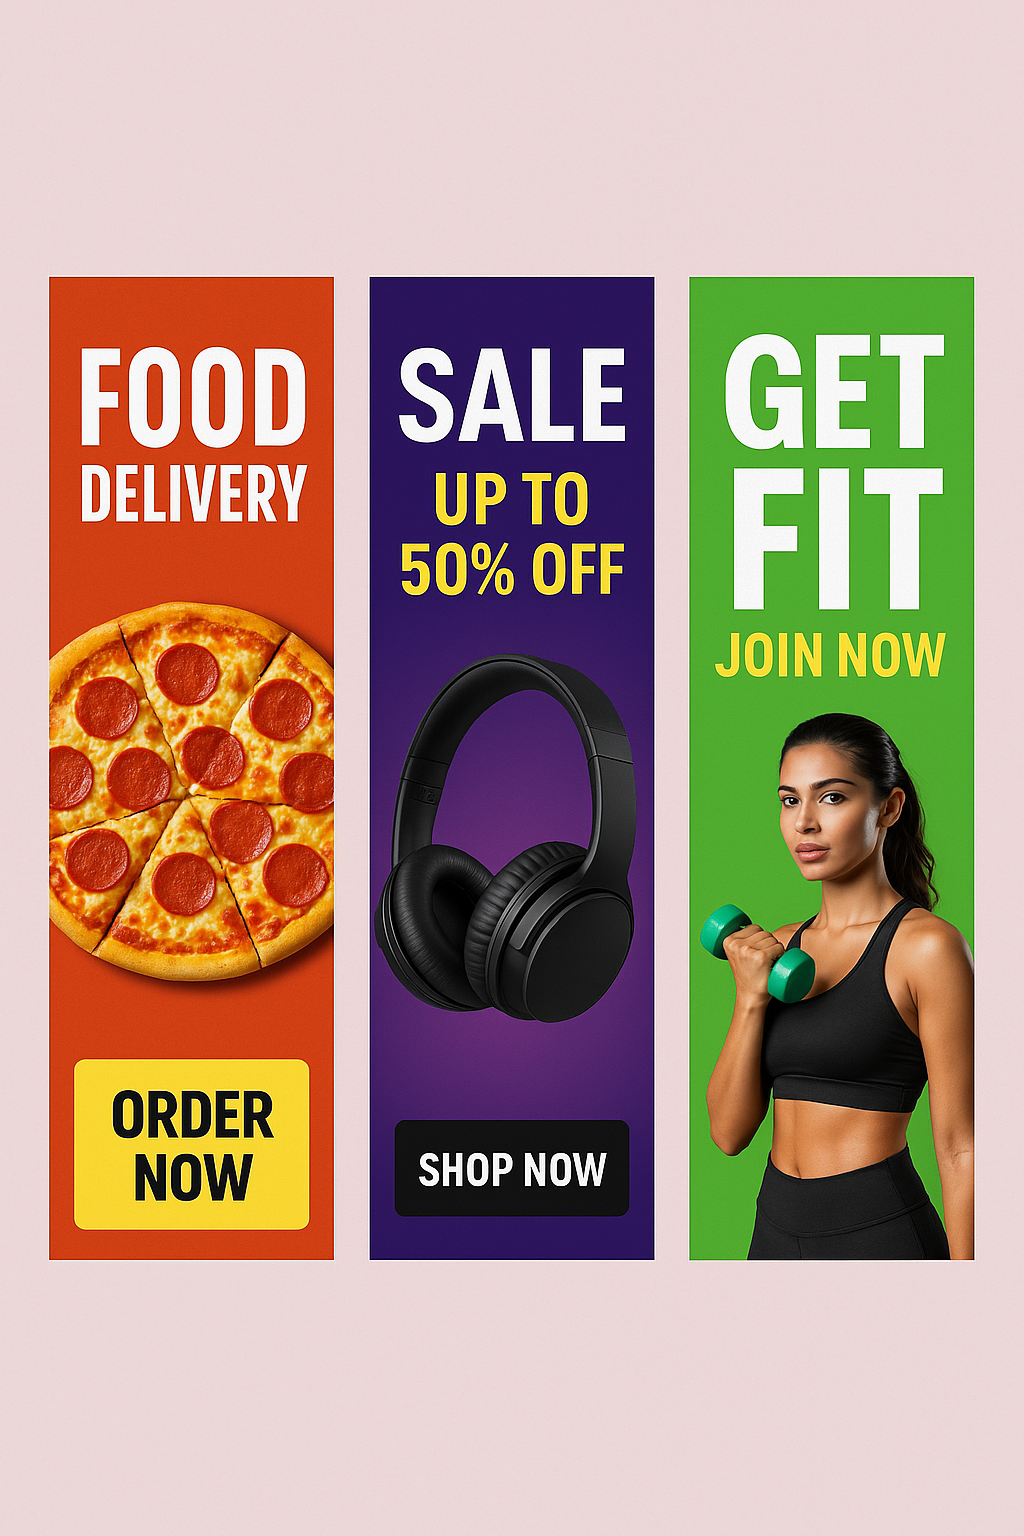 FOOD
DELIVERY
ORDER
NOW
SALE
UP TO
50% OFF
SHOP NOW
GET
FIT
JOIN NOW